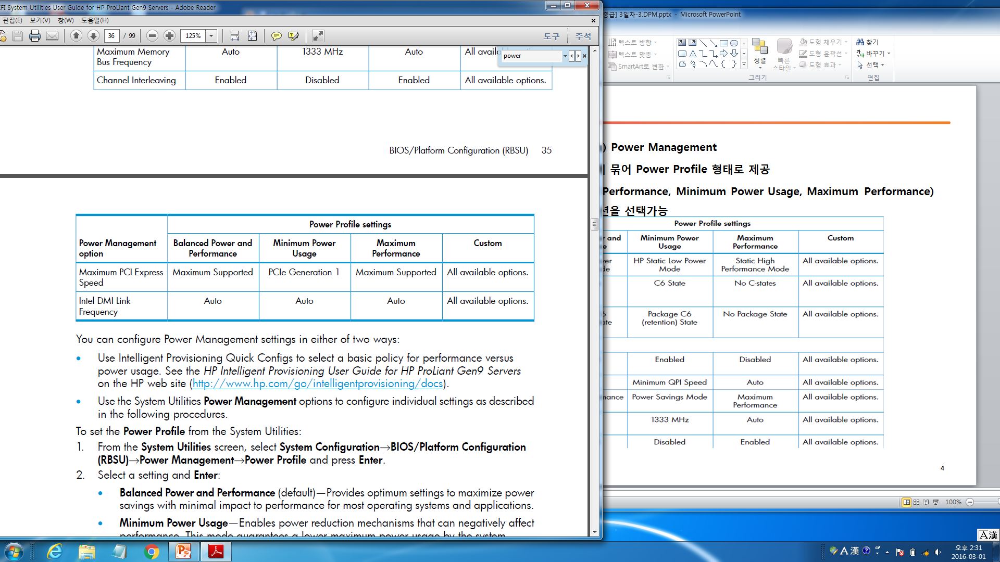 EFI System Utilities User Guide for HP ProLiant Gen9 Servers - Adobe Reader
편집(E) 보기(V) 창(W) 도움말(H)
36 / 99 125% 도구 주석
power
Maximum Memory Bus Frequency Auto 1333 MHz Auto
Channel Interleaving Enabled Disabled Enabled All available options.
BIOS/Platform Configuration (RBSU) 35
Power Profile settings
Power Management option Balanced Power and Performance Minimum Power Usage Maximum Performance Custom
Maximum PCI Express Speed Maximum Supported PCIe Generation 1 Maximum Supported All available options.
Intel DMI Link Frequency Auto Auto Auto All available options.
You can configure Power Management settings in either of two ways:
• Use Intelligent Provisioning Quick Configs to select a basic policy for performance versus
power usage. See the HP Intelligent Provisioning User Guide for HP ProLiant Gen9 Servers
on the HP web site (http://www.hp.com/go/intelligentprovisioning/docs).
• Use the System Utilities Power Management options to configure individual settings as described
in the following procedures.
To set the Power Profile from the System Utilities:
1. From the System Utilities screen, select System Configuration→BIOS/Platform Configuration
(RBSU)→Power Management→Power Profile and press Enter.
2. Select a setting and Enter:
• Balanced Power and Performance (default)—Provides optimum settings to maximize power
savings with minimal impact to performance for most operating systems and applications.
• Minimum Power Usage—Enables power reduction mechanisms that can negatively affect
performance. This mode guarantees a lower maximum power usage by the system.
중급] 3일차-3.DPM.pptx - Microsoft PowerPoint
텍스트 방향
텍스트 맞춤
SmartArt로 변환
정렬
빠른 스타일
도형 채우기
도형 윤곽선
도형 효과
찾기
바꾸기
선택
그리기 편집
) Power Management
묶어 Power Profile 형태로 제공
Performance, Minimum Power Usage, Maximum Performance)
션을 선택가능
Power Profile settings
and Minimum Power Usage Maximum Performance Custom
HP Static Low Power Mode Static High Performance Mode All available options.
C6 State No C-states All available options.
Package C6 (retention) State No Package State All available options.
Enabled Disabled All available options.
Minimum QPI Speed Auto All available options.
Power Savings Mode Maximum Performance All available options.
1333 MHz Auto All available options.
Disabled Enabled All available options.
4
100%
A漢
A 漢
오후 2:31
2016-03-01